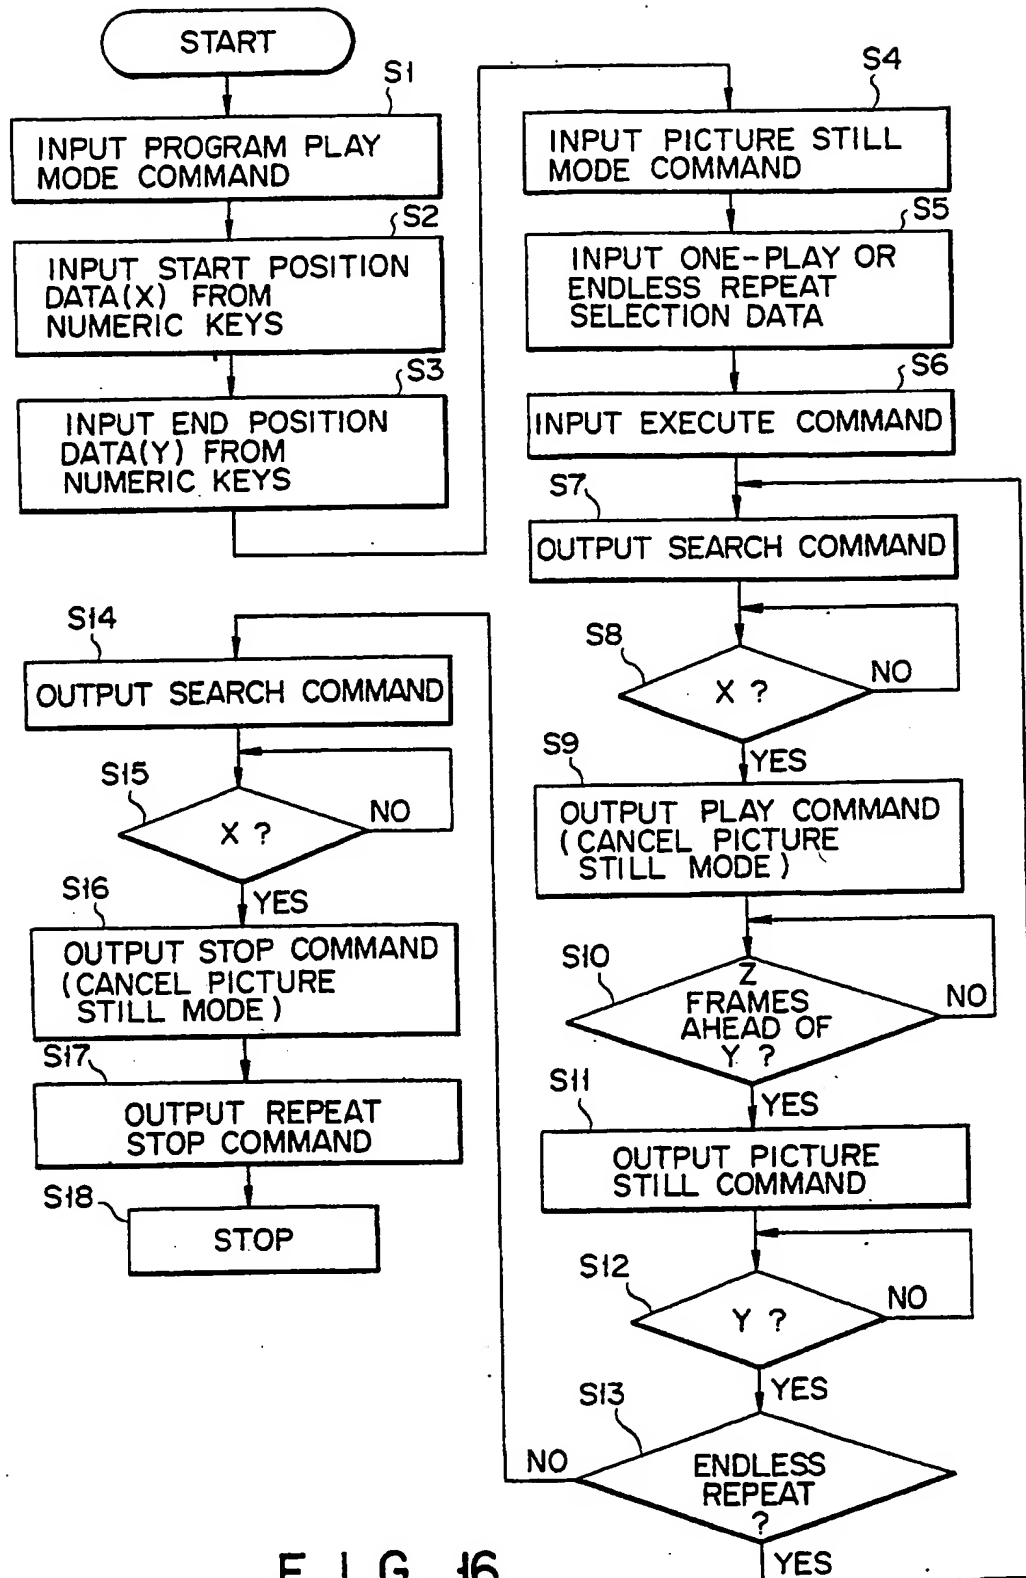 START
S1
INPUT PROGRAM PLAY
MODE COMMAND
S2
INPUT START POSITION
DATA(X) FROM
NUMERIC KEYS
S3
INPUT END POSITION
DATA(Y) FROM
NUMERIC KEYS
S4
INPUT PICTURE STILL
MODE COMMAND
S5
INPUT ONE-PLAY OR
ENDLESS REPEAT
SELECTION DATA
S6
INPUT EXECUTE COMMAND
S7
OUTPUT SEARCH COMMAND
S8
X ?
NO
YES
S9
OUTPUT PLAY COMMAND
(CANCEL PICTURE
STILL MODE)
S10
Z
FRAMES
AHEAD OF
Y ?
NO
YES
S11
OUTPUT PICTURE
STILL COMMAND
S12
Y ?
NO
YES
S13
ENDLESS
REPEAT
?
NO
YES
S14
OUTPUT SEARCH COMMAND
S15
X ?
NO
YES
S16
OUTPUT STOP COMMAND
(CANCEL PICTURE
STILL MODE)
S17
OUTPUT REPEAT
STOP COMMAND
S18
STOP
FIG. 16